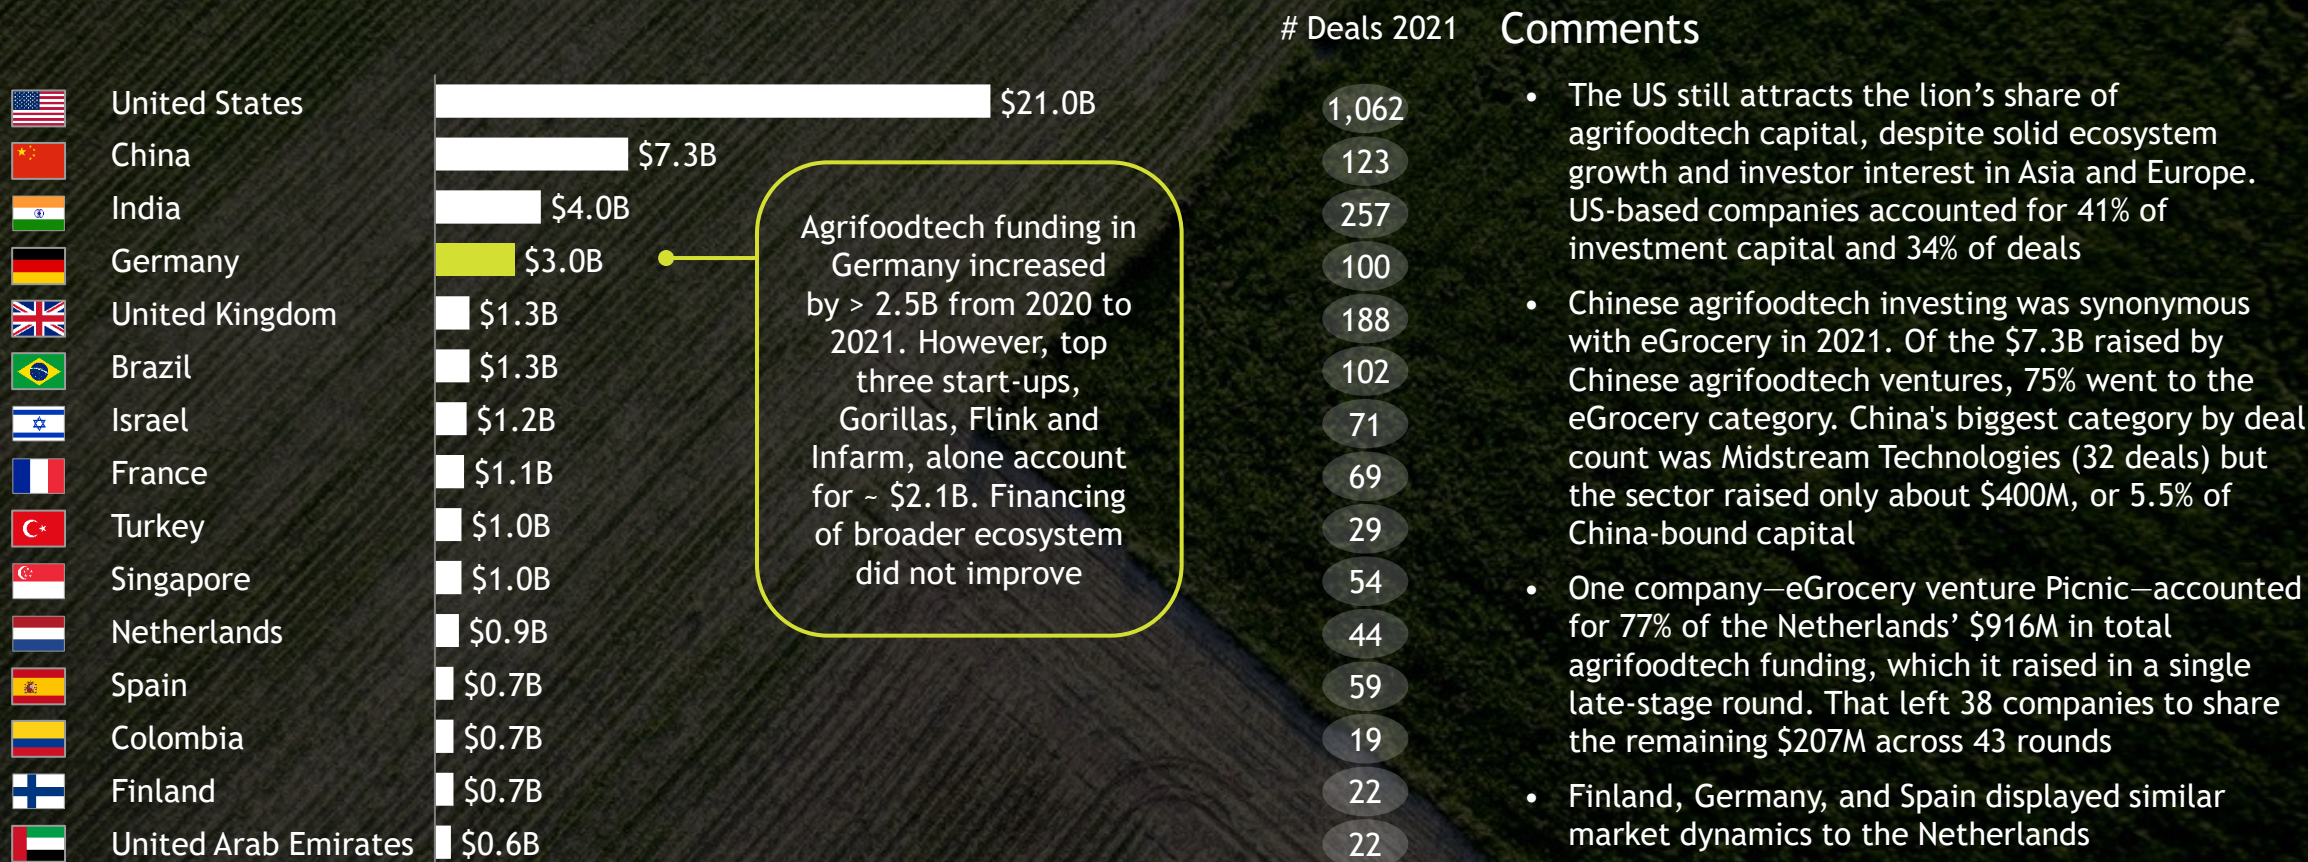 # Deals 2021
Comments
United States $21.0B 1,062
China $7.3B 123
India $4.0B 257
Germany $3.0B 100
United Kingdom $1.3B 188
Brazil $1.3B 102
Israel $1.2B 71
France $1.1B 69
Turkey $1.0B 29
Singapore $1.0B 54
Netherlands $0.9B 44
Spain $0.7B 59
Colombia $0.7B 19
Finland $0.7B 22
United Arab Emirates $0.6B 22
Agrifoodtech funding in
Germany increased
by > 2.5B from 2020 to
2021. However, top
three start-ups,
Gorillas, Flink and
Infarm, alone account
for ~ $2.1B. Financing
of broader ecosystem
did not improve
• The US still attracts the lion’s share of
agrifoodtech capital, despite solid ecosystem
growth and investor interest in Asia and Europe.
US-based companies accounted for 41% of
investment capital and 34% of deals
• Chinese agrifoodtech investing was synonymous
with eGrocery in 2021. Of the $7.3B raised by
Chinese agrifoodtech ventures, 75% went to the
eGrocery category. China's biggest category by deal
count was Midstream Technologies (32 deals) but
the sector raised only about $400M, or 5.5% of
China-bound capital
• One company—eGrocery venture Picnic—accounted
for 77% of the Netherlands’ $916M in total
agrifoodtech funding, which it raised in a single
late-stage round. That left 38 companies to share
the remaining $207M across 43 rounds
• Finland, Germany, and Spain displayed similar
market dynamics to the Netherlands